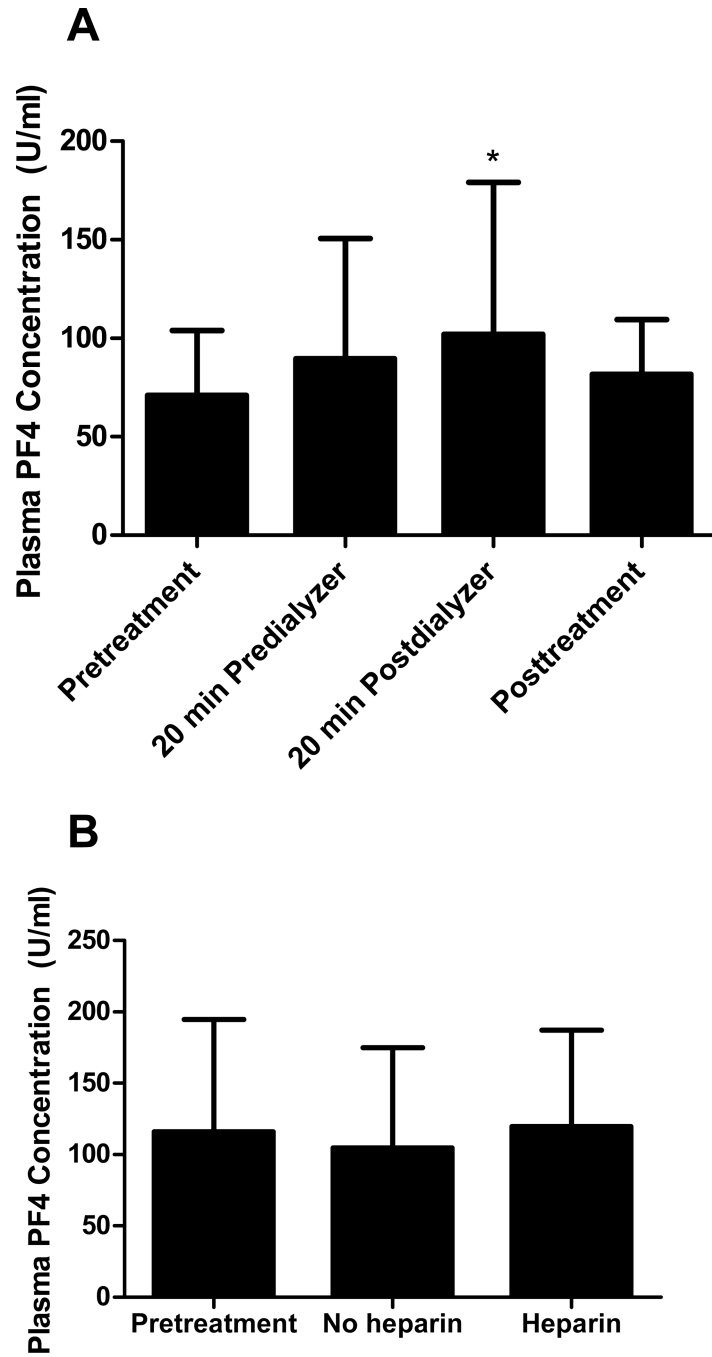 A
Plasma PF4 Concentration (U/ml)
200
150
100
50
0
*
Pretreatment
20 min Predialyzer
20 min Postdialyzer
Posttreatment
B
Plasma PF4 Concentration (U/ml)
250
200
150
100
50
0
Pretreatment
No heparin
Heparin